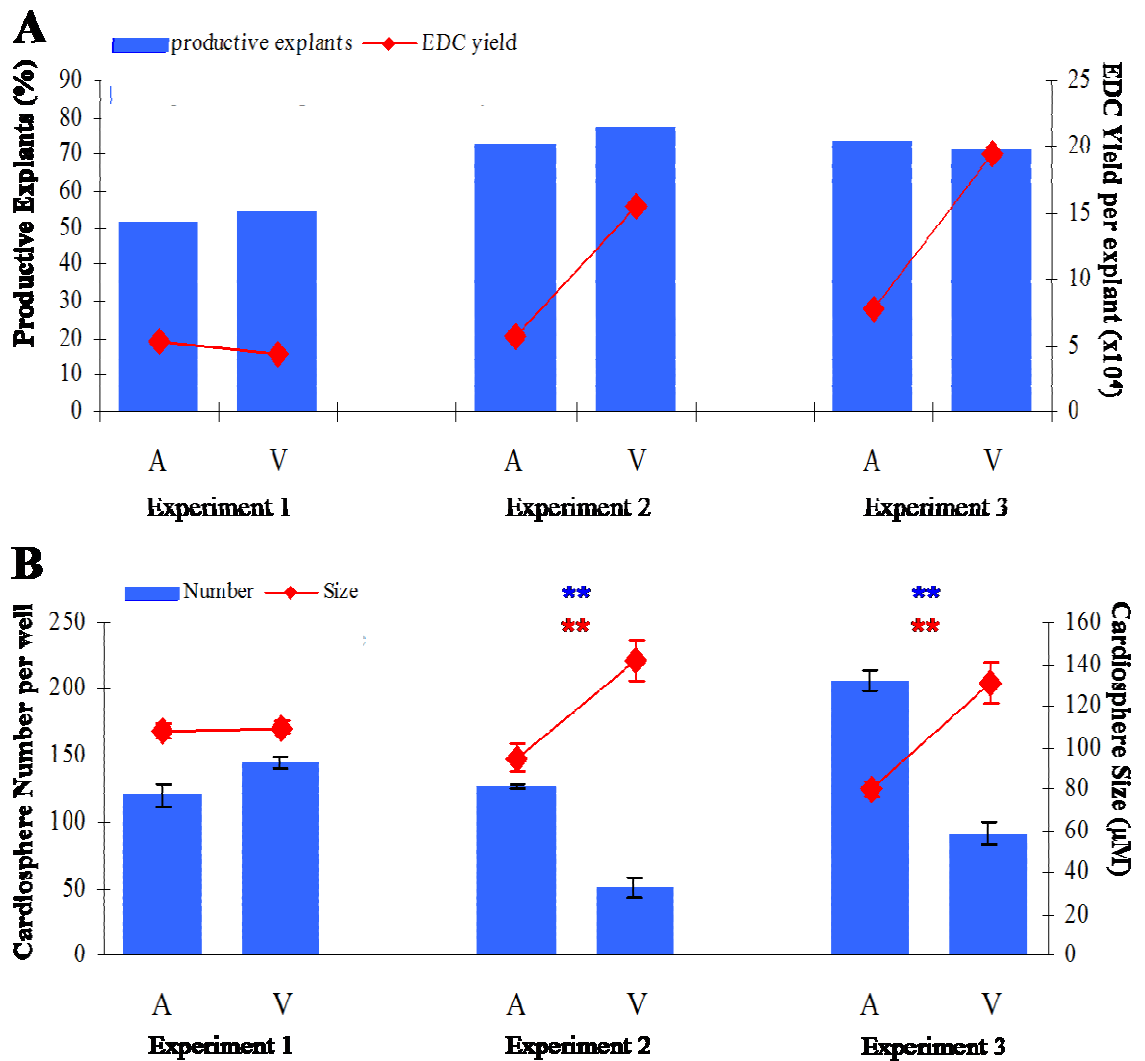 A
productive explants
EDC yield
Productive Explants (%)
90
80
70
60
50
40
30
20
10
0
EDC Yield per explant (x10⁴)
25
20
15
10
5
0
A V A V A V
Experiment 1 Experiment 2 Experiment 3
B
Number
Size
** **
** **
Cardiosphere Number per well
250
200
150
100
50
0
Cardiosphere Size (µM)
160
140
120
100
80
60
40
20
0
A V A V A V
Experiment 1 Experiment 2 Experiment 3